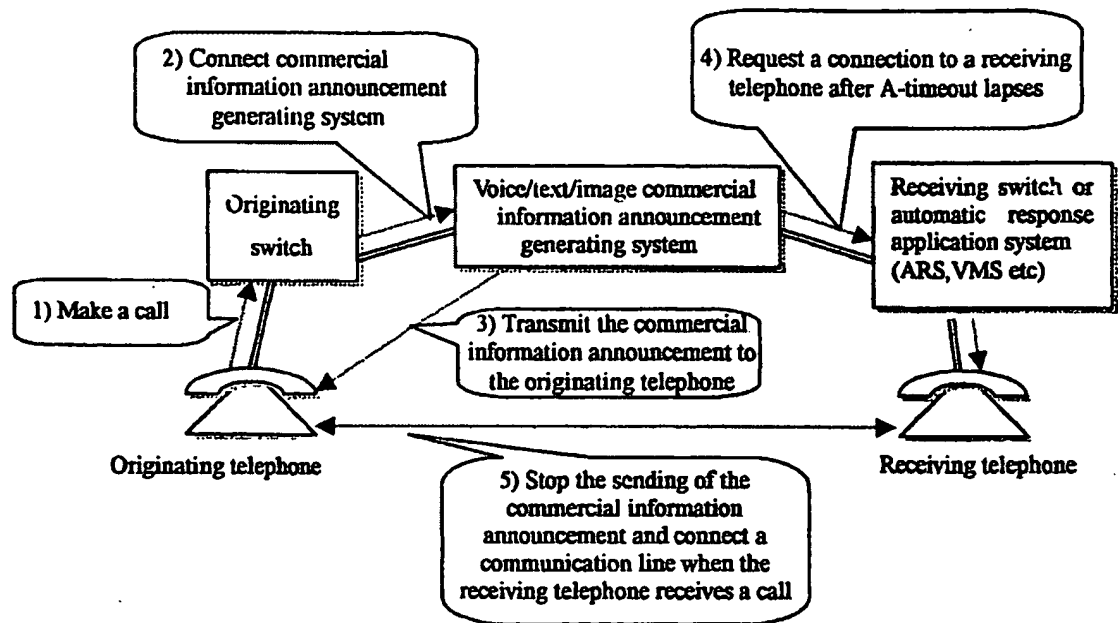 2) Connect commercial
information announcement
generating system
4) Request a connection to a receiving
telephone after A-timeout lapses
Originating
switch
Voice/text/image commercial
information announcement
generating system
Receiving switch or
automatic response
application system
(ARS,VMS etc)
1) Make a call
3) Transmit the commercial
information announcement to
the originating telephone
Originating telephone
Receiving telephone
5) Stop the sending of the
commercial information
announcement and connect a
communication line when the
receiving telephone receives a call